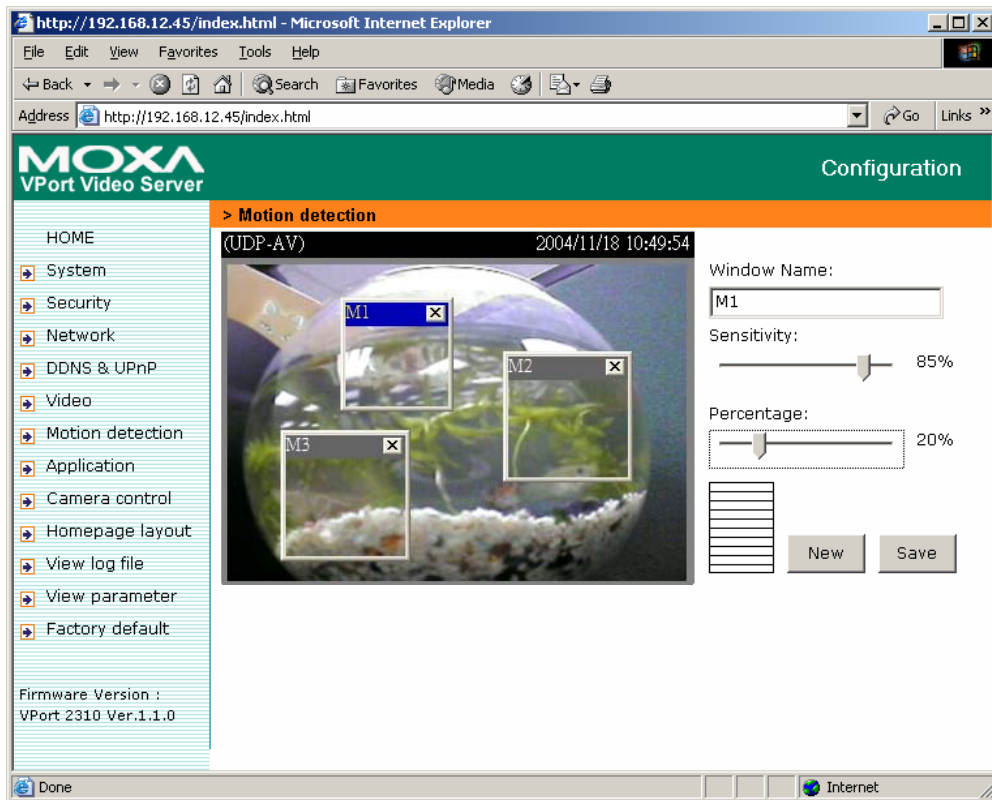 http://192.168.12.45/index.html - Microsoft Internet Explorer
File Edit View Favorites Tools Help
Back Search Favorites Media
Address http://192.168.12.45/index.html Go Links »
MOXA
VPort Video Server
Configuration
> Motion detection
HOME
System
Security
Network
DDNS & UPnP
Video
Motion detection
Application
Camera control
Homepage layout
View log file
View parameter
Factory default
Firmware Version :
VPort 2310 Ver.1.1.0
(UDP-AV) 2004/11/18 10:49:54
M1
M2
M3
Window Name:
M1
Sensitivity:
85%
Percentage:
20%
New Save
Done Internet